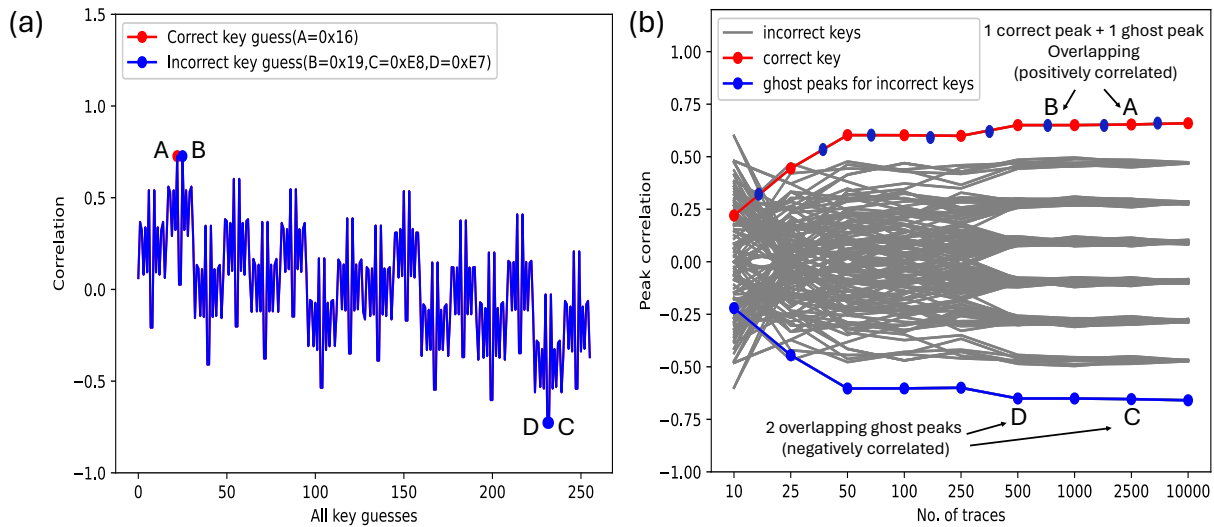 (a)
1.5
1.0
0.5
0.0
−0.5
−1.0
Correlation
Correct key guess(A=0x16)
Incorrect key guess(B=0x19,C=0xE8,D=0xE7)
A B
D C
0 50 100 150 200 250
All key guesses
(b)
1.00
0.75
0.50
0.25
0.00
−0.25
−0.50
−0.75
−1.00
Peak correlation
incorrect keys
correct key
ghost peaks for incorrect keys
1 correct peak + 1 ghost peak
Overlapping
(positively correlated)
B A
2 overlapping ghost peaks
(negatively correlated)
D C
10 25 50 100 250 500 1000 2500 10000
No. of traces